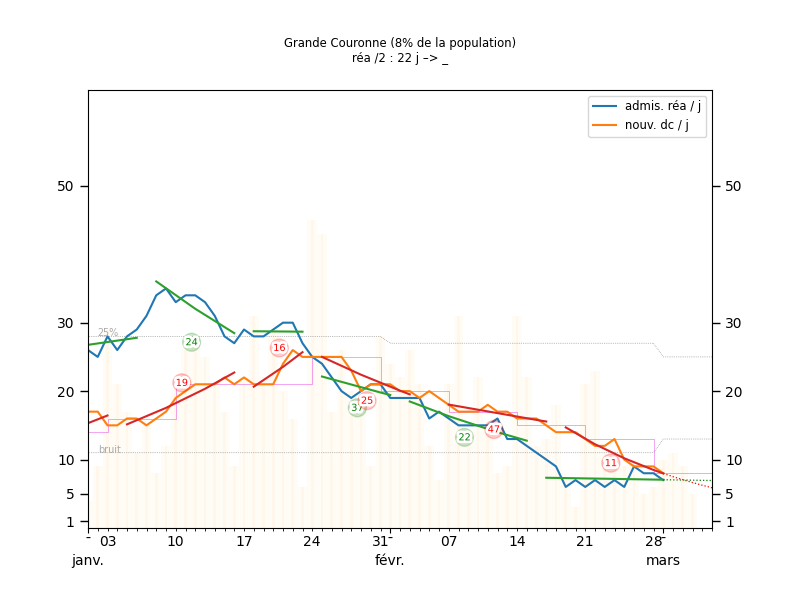 Grande Couronne (8% de la population)
réa /2 : 22 j –> _
admis. réa / j
nouv. dc / j
50 50
30 30
25%
24
16
19
20 20
37 25
22 47
bruit
10 10
11
5 5
1 1
- 03 10 17 24 31- 07 14 21 28-
janv. févr. mars